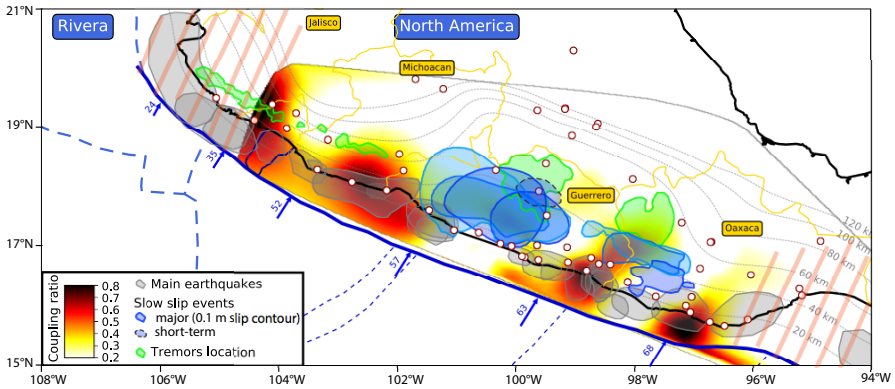 21°N
Rivera
Jalisco
North America
Michoacan
24
19°N
35
Guerrero
52
Oaxaca
120 km
100 km
80 km
17°N
57
60 km
Coupling ratio
0.8
0.7
0.6
0.5
0.4
0.3
0.2
Main earthquakes
Slow slip events
major (0.1 m slip contour)
short-term
Tremors location
63
40 km
20 km
68
15°N
108°W
106°W
104°W
102°W
100°W
98°W
96°W
94°W